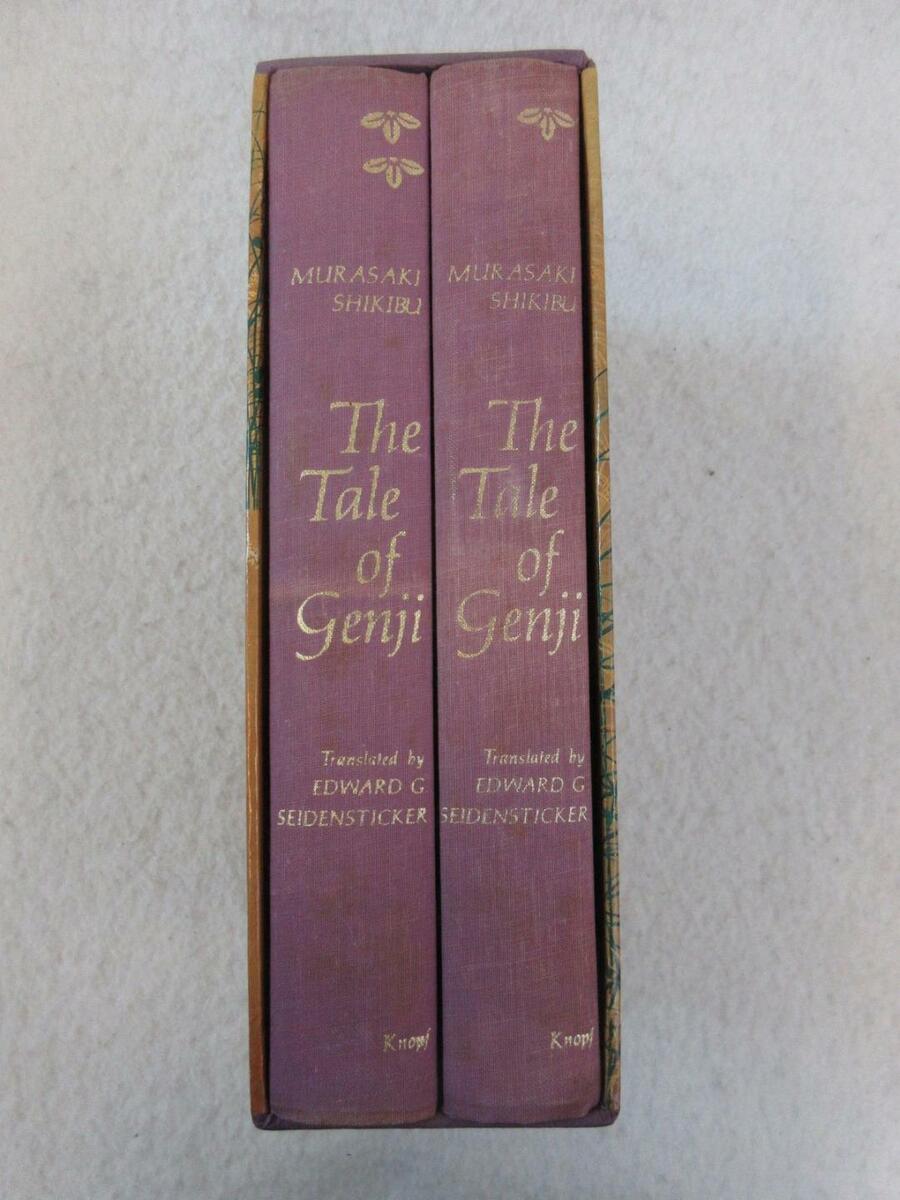 MURASAKI
SHIKIBU
The
Tale
of
Genji
Translated by
EDWARD G
SEIDENSTICKER
Knopf
MURASAKI
SHIKIBU
The
Tale
of
Genji
Translated by
EDWARD G
SEIDENSTICKER
Knopf